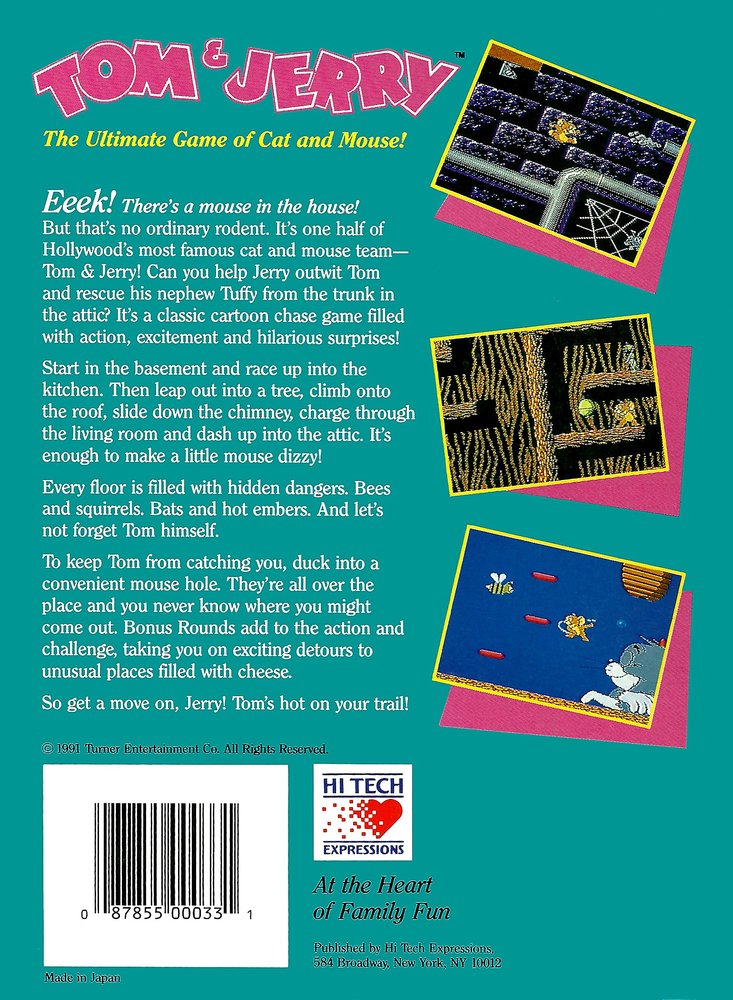 TOM & JERRY™
The Ultimate Game of Cat and Mouse!
Eeek! There's a mouse in the house!
But that's no ordinary rodent. It's one half of
Hollywood's most famous cat and mouse team—
Tom & Jerry! Can you help Jerry outwit Tom
and rescue his nephew Tuffy from the trunk in
the attic? It's a classic cartoon chase game filled
with action, excitement and hilarious surprises!
Start in the basement and race up into the
kitchen. Then leap out into a tree, climb onto
the roof, slide down the chimney, charge through
the living room and dash up into the attic. It's
enough to make a little mouse dizzy!
Every floor is filled with hidden dangers. Bees
and squirrels. Bats and hot embers. And let's
not forget Tom himself.
To keep Tom from catching you, duck into a
convenient mouse hole. They're all over the
place and you never know where you might
come out. Bonus Rounds add to the action and
challenge, taking you on exciting detours to
unusual places filled with cheese.
So get a move on, Jerry! Tom's hot on your trail!
© 1991 Turner Entertainment Co. All Rights Reserved.
0 87855 00033 1
Made in Japan
HI TECH
EXPRESSIONS
At the Heart
of Family Fun
Published by Hi Tech Expressions,
584 Broadway, New York, NY 10012